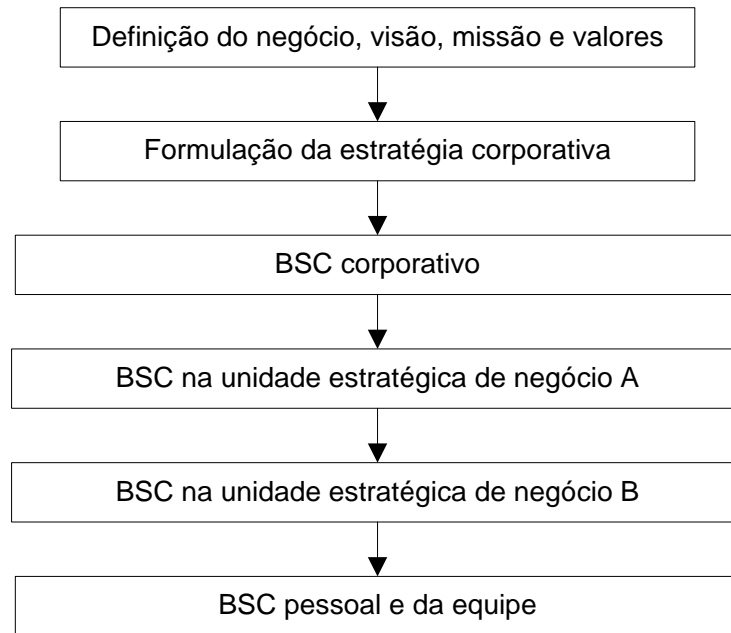 Definição do negócio, visão, missão e valores
Formulação da estratégia corporativa
BSC corporativo
BSC na unidade estratégica de negócio A
BSC na unidade estratégica de negócio B
BSC pessoal e da equipe